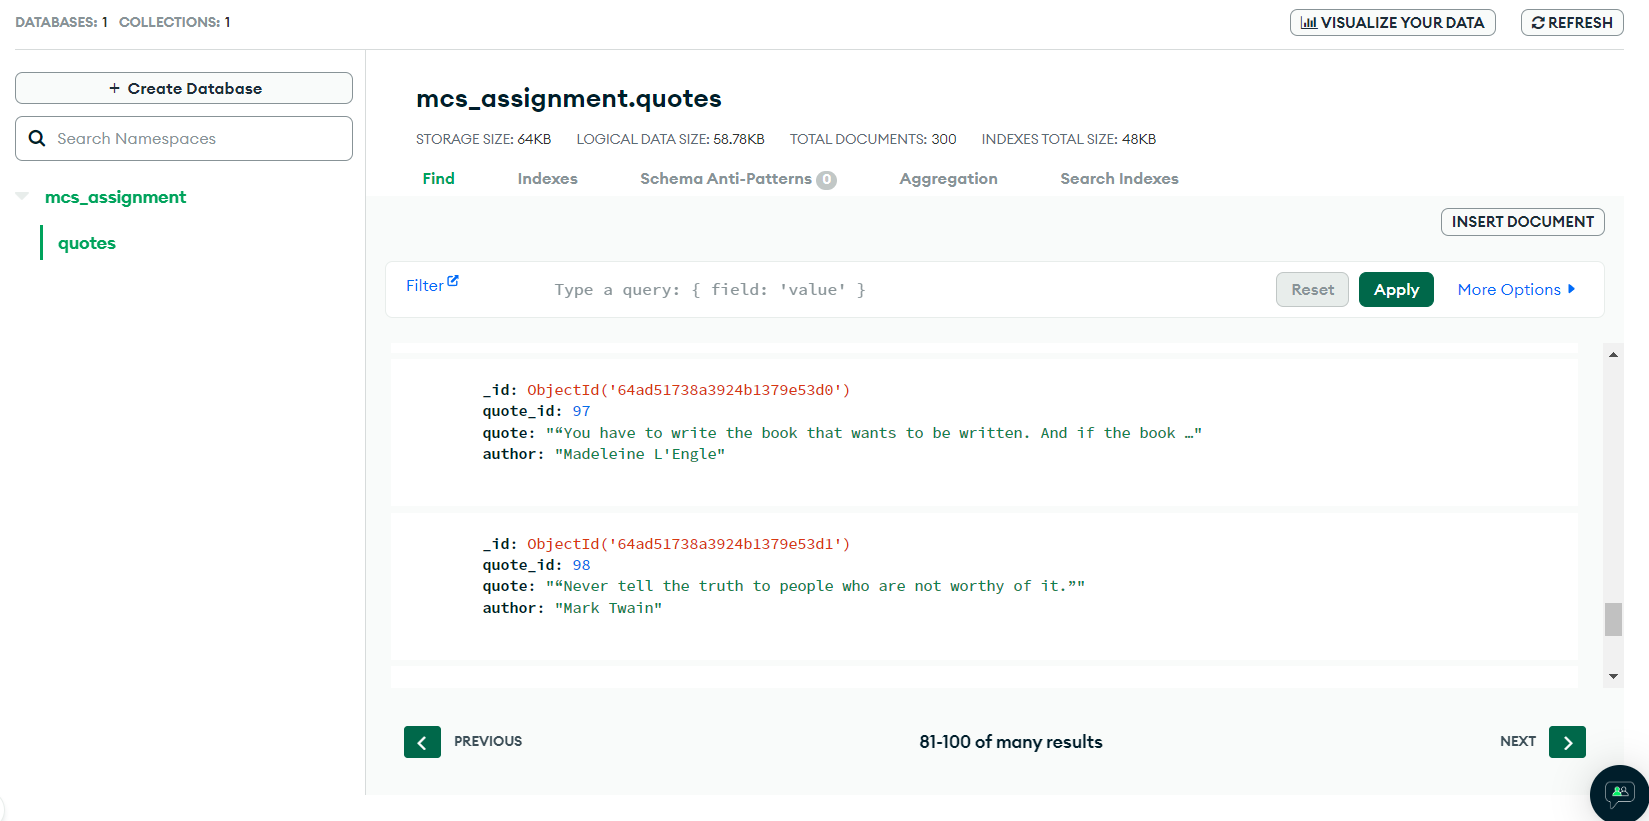 DATABASES: 1 COLLECTIONS: 1
VISUALIZE YOUR DATA
REFRESH
+ Create Database
Search Namespaces
mcs_assignment
quotes
mcs_assignment.quotes
STORAGE SIZE: 64KB LOGICAL DATA SIZE: 58.78KB TOTAL DOCUMENTS: 300 INDEXES TOTAL SIZE: 48KB
Find Indexes Schema Anti-Patterns 0 Aggregation Search Indexes
INSERT DOCUMENT
Filter Type a query: { field: 'value' } Reset Apply More Options
_id: ObjectId('64ad51738a3924b1379e53d0')
quote_id: 97
quote: "“You have to write the book that wants to be written. And if the book …"
author: "Madeleine L'Engle"
_id: ObjectId('64ad51738a3924b1379e53d1')
quote_id: 98
quote: "“Never tell the truth to people who are not worthy of it.”"
author: "Mark Twain"
PREVIOUS 81-100 of many results NEXT